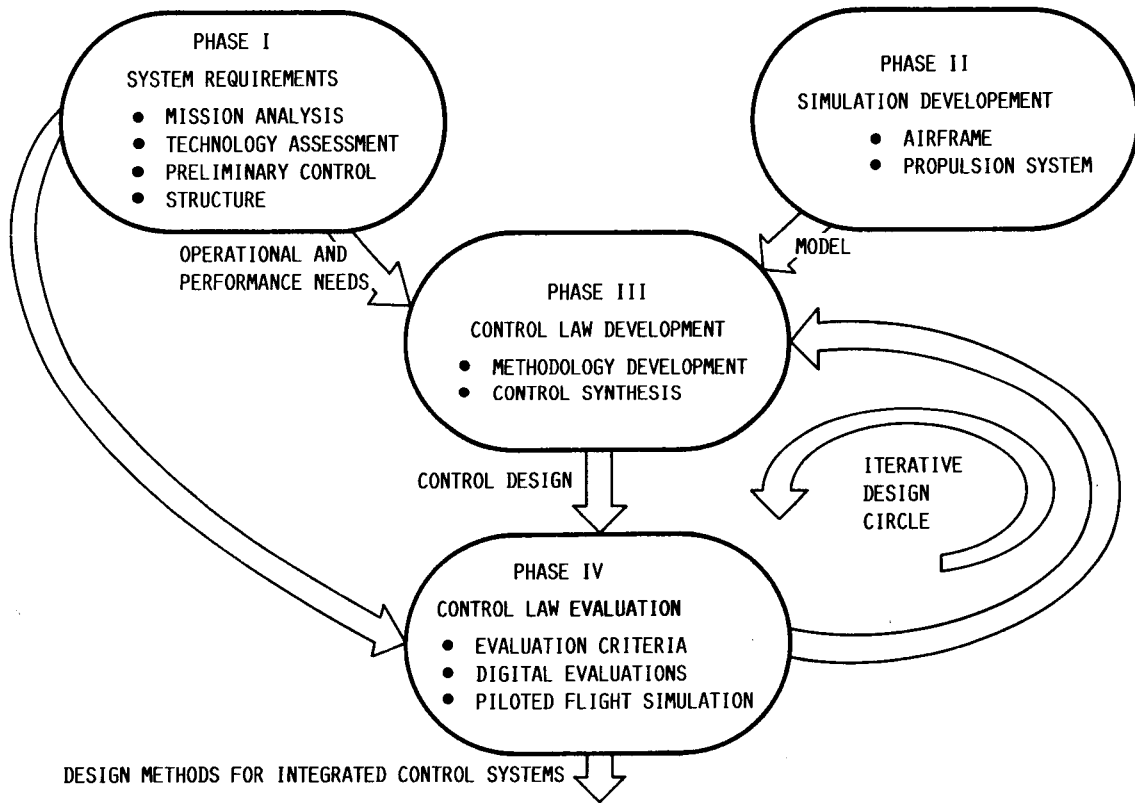 PHASE I
SYSTEM REQUIREMENTS
● MISSION ANALYSIS
● TECHNOLOGY ASSESSMENT
● PRELIMINARY CONTROL
● STRUCTURE
PHASE II
SIMULATION DEVELOPEMENT
● AIRFRAME
● PROPULSION SYSTEM
OPERATIONAL AND
PERFORMANCE NEEDS
MODEL
PHASE III
CONTROL LAW DEVELOPMENT
● METHODOLOGY DEVELOPMENT
● CONTROL SYNTHESIS
CONTROL DESIGN
ITERATIVE
DESIGN
CIRCLE
PHASE IV
CONTROL LAW EVALUATION
● EVALUATION CRITERIA
● DIGITAL EVALUATIONS
● PILOTED FLIGHT SIMULATION
DESIGN METHODS FOR INTEGRATED CONTROL SYSTEMS